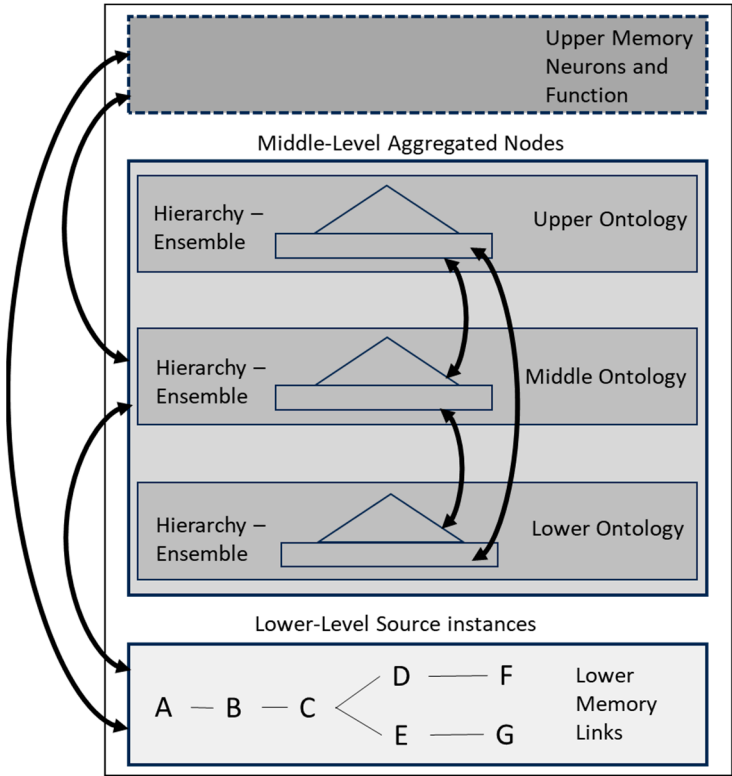 Upper Memory
Neurons and
Function
Middle-Level Aggregated Nodes
Hierarchy –
Ensemble
Upper Ontology
Hierarchy –
Ensemble
Middle Ontology
Hierarchy –
Ensemble
Lower Ontology
Lower-Level Source instances
D F
A B C
E G
Lower
Memory
Links